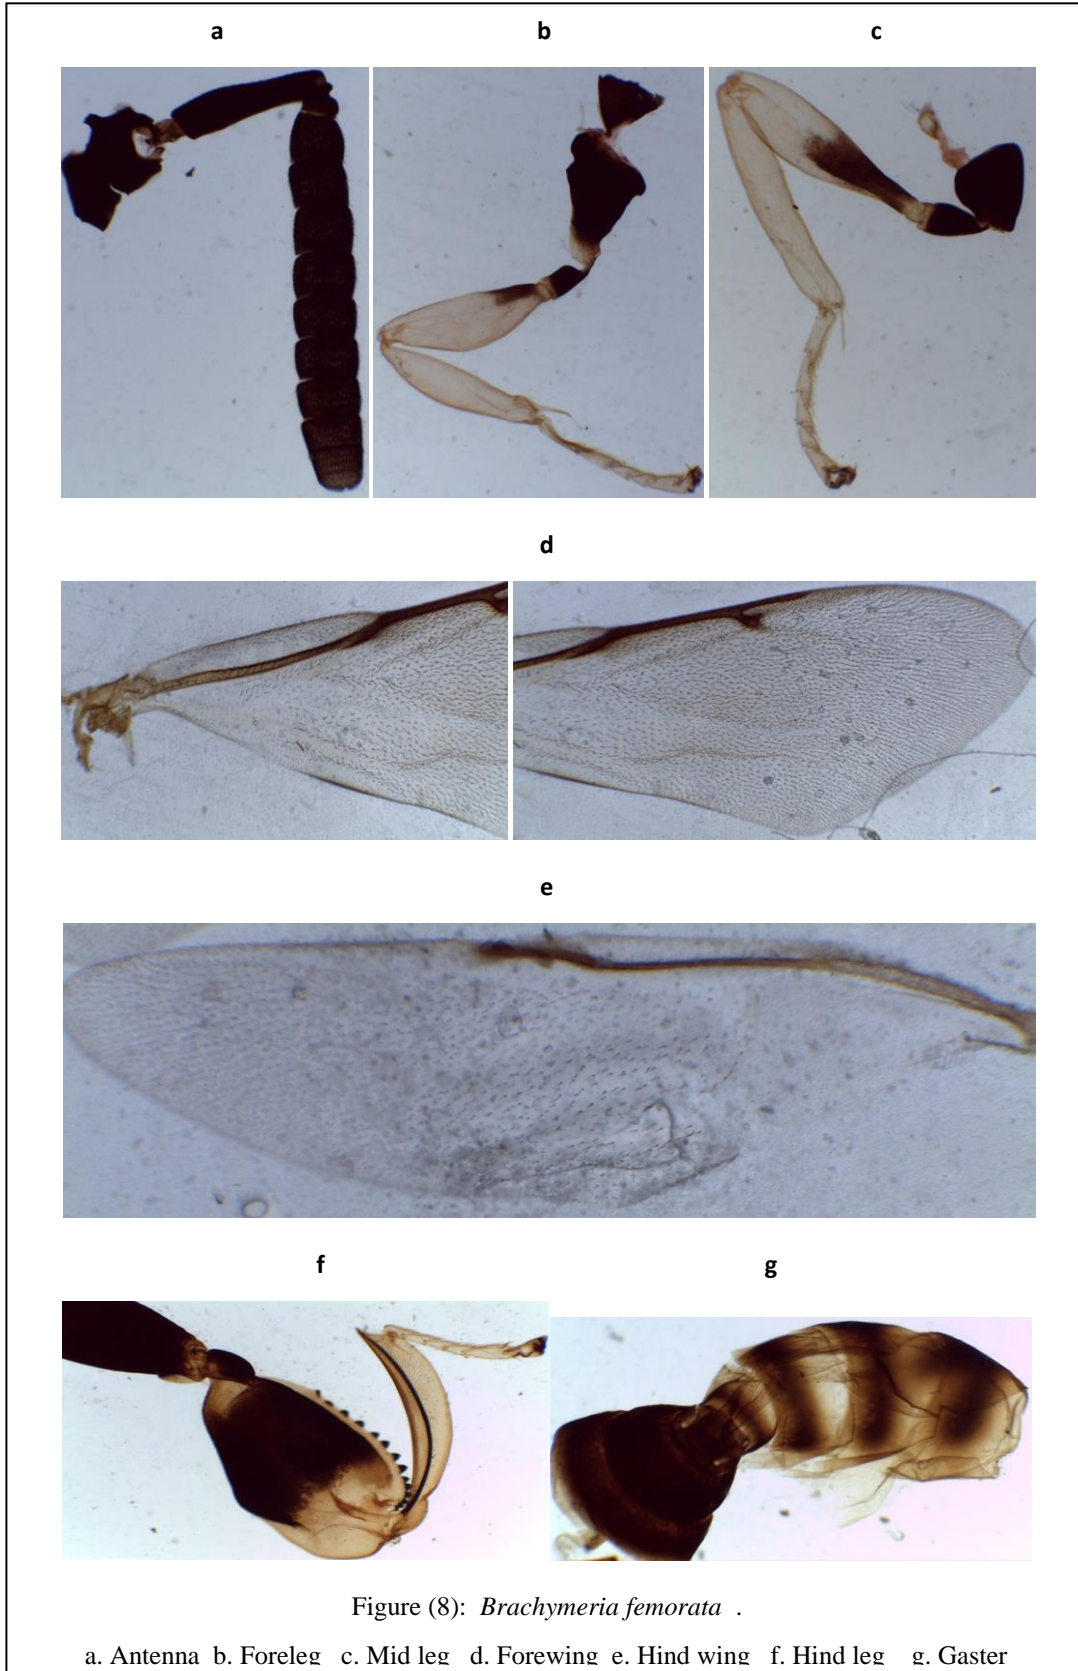 a
b
c
d
e
f
g
Figure (8): Brachymeria femorata .
a. Antenna b. Foreleg c. Mid leg d. Forewing e. Hind wing f. Hind leg g. Gaster